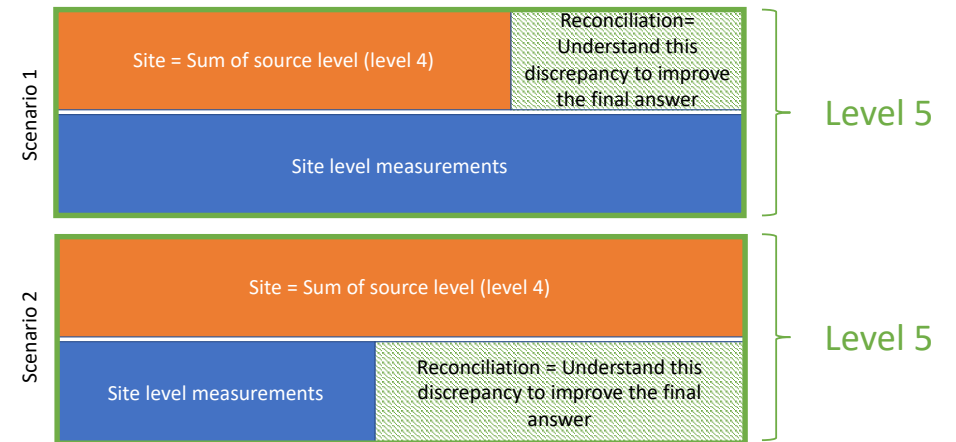 Scenario 1
Site = Sum of source level (level 4)
Reconciliation=
Understand this
discrepancy to improve
the final answer
Site level measurements
Level 5
Scenario 2
Site = Sum of source level (level 4)
Site level measurements
Reconciliation = Understand this
discrepancy to improve the final
answer
Level 5